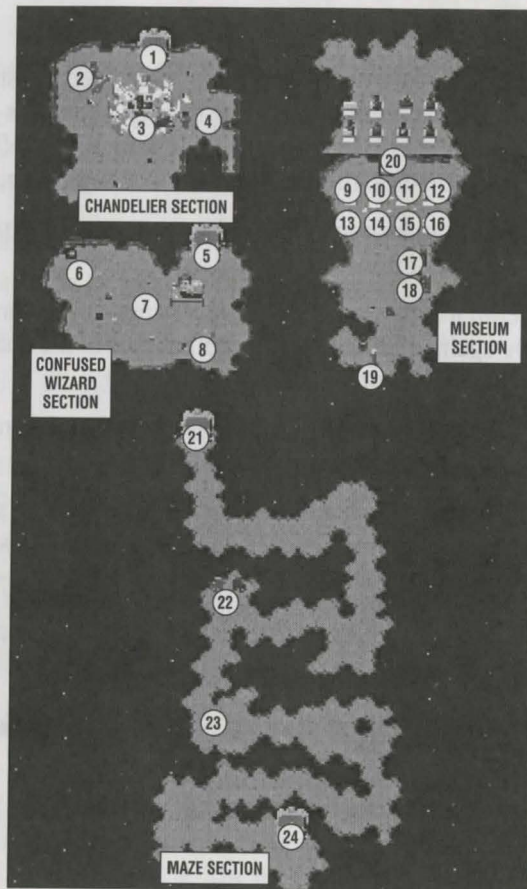 1
2
3
4
CHANDELIER SECTION
5
6
7
8
CONFUSED
WIZARD
SECTION
20
9 10 11 12
13 14 15 16
17
18
19
MUSEUM
SECTION
21
22
23
24
MAZE SECTION